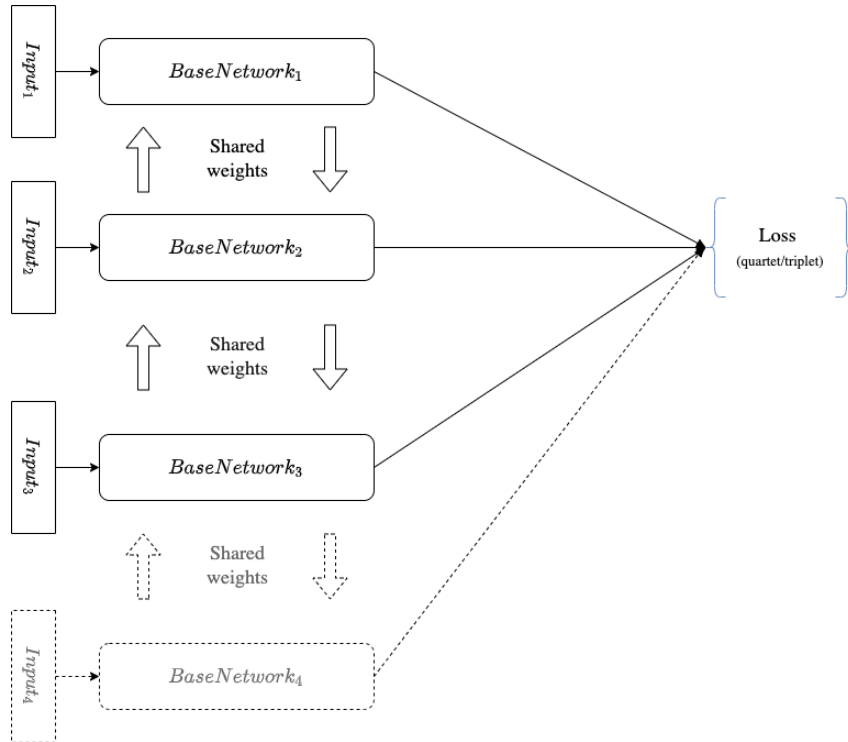 Input₁
BaseNetwork₁
Shared
weights
Input₂
BaseNetwork₂
Loss
(quartet/triplet)
Shared
weights
Input₃
BaseNetwork₃
Shared
weights
Input₄
BaseNetwork₄